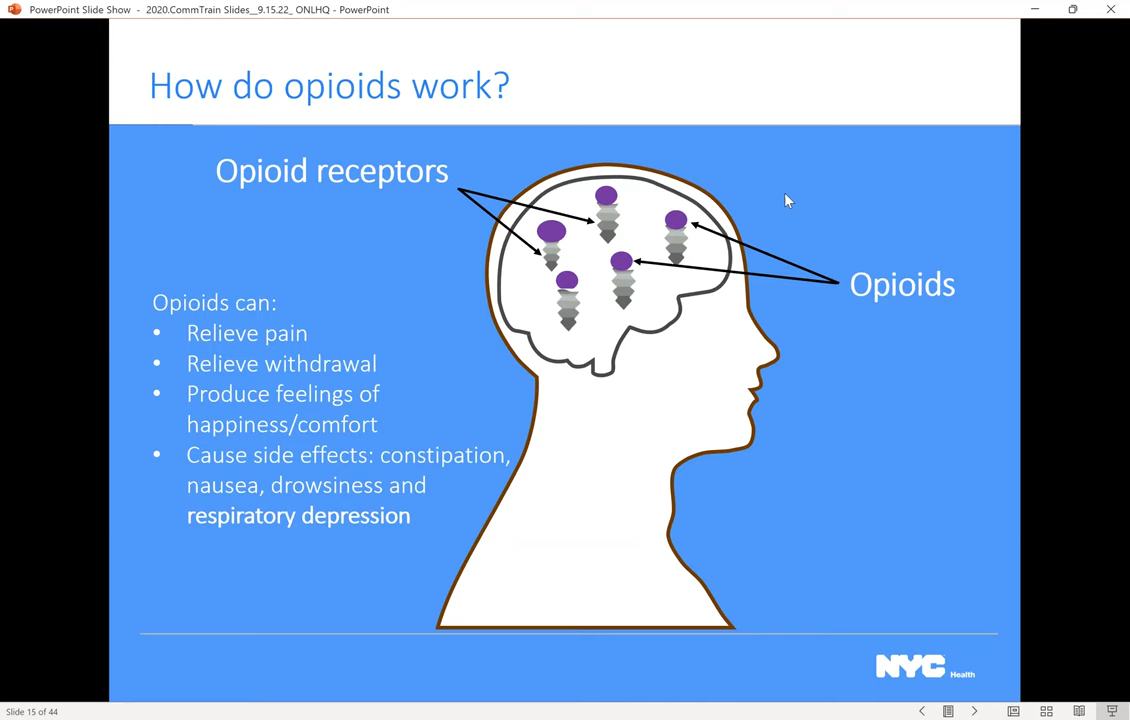 PowerPoint Slide Show - 2020.CommTrain Slides__9.15.22_ ONLHQ - PowerPoint
How do opioids work?
Opioid receptors
Opioids
Opioids can:
• Relieve pain
• Relieve withdrawal
• Produce feelings of
happiness/comfort
• Cause side effects: constipation,
nausea, drowsiness and
respiratory depression
NYC Health
Slide 15 of 44